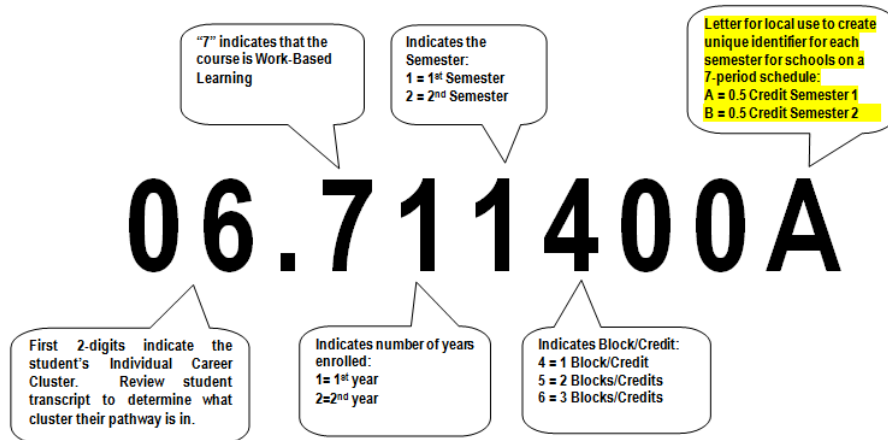 “7” indicates that the
course is Work-Based
Learning
Indicates the
Semester:
1 = 1st Semester
2 = 2nd Semester
Letter for local use to create
unique identifier for each
semester for schools on a
7-period schedule:
A = 0.5 Credit Semester 1
B = 0.5 Credit Semester 2
06.711400A
First 2-digits indicate the
student’s Individual Career
Cluster. Review student
transcript to determine what
cluster their pathway is in.
Indicates number of years
enrolled:
1= 1st year
2=2nd year
Indicates Block/Credit:
4 = 1 Block/Credit
5 = 2 Blocks/Credits
6 = 3 Blocks/Credits